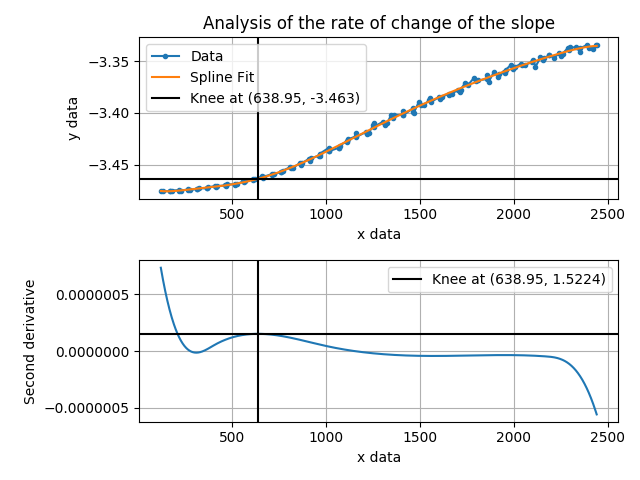 Analysis of the rate of change of the slope
−3.35
−3.40
−3.45
y data
Data
Spline Fit
Knee at (638.95, -3.463)
500
1000
1500
2000
2500
x data
0.0000005
0.0000000
−0.0000005
Second derivative
Knee at (638.95, 1.5224)
500
1000
1500
2000
2500
x data